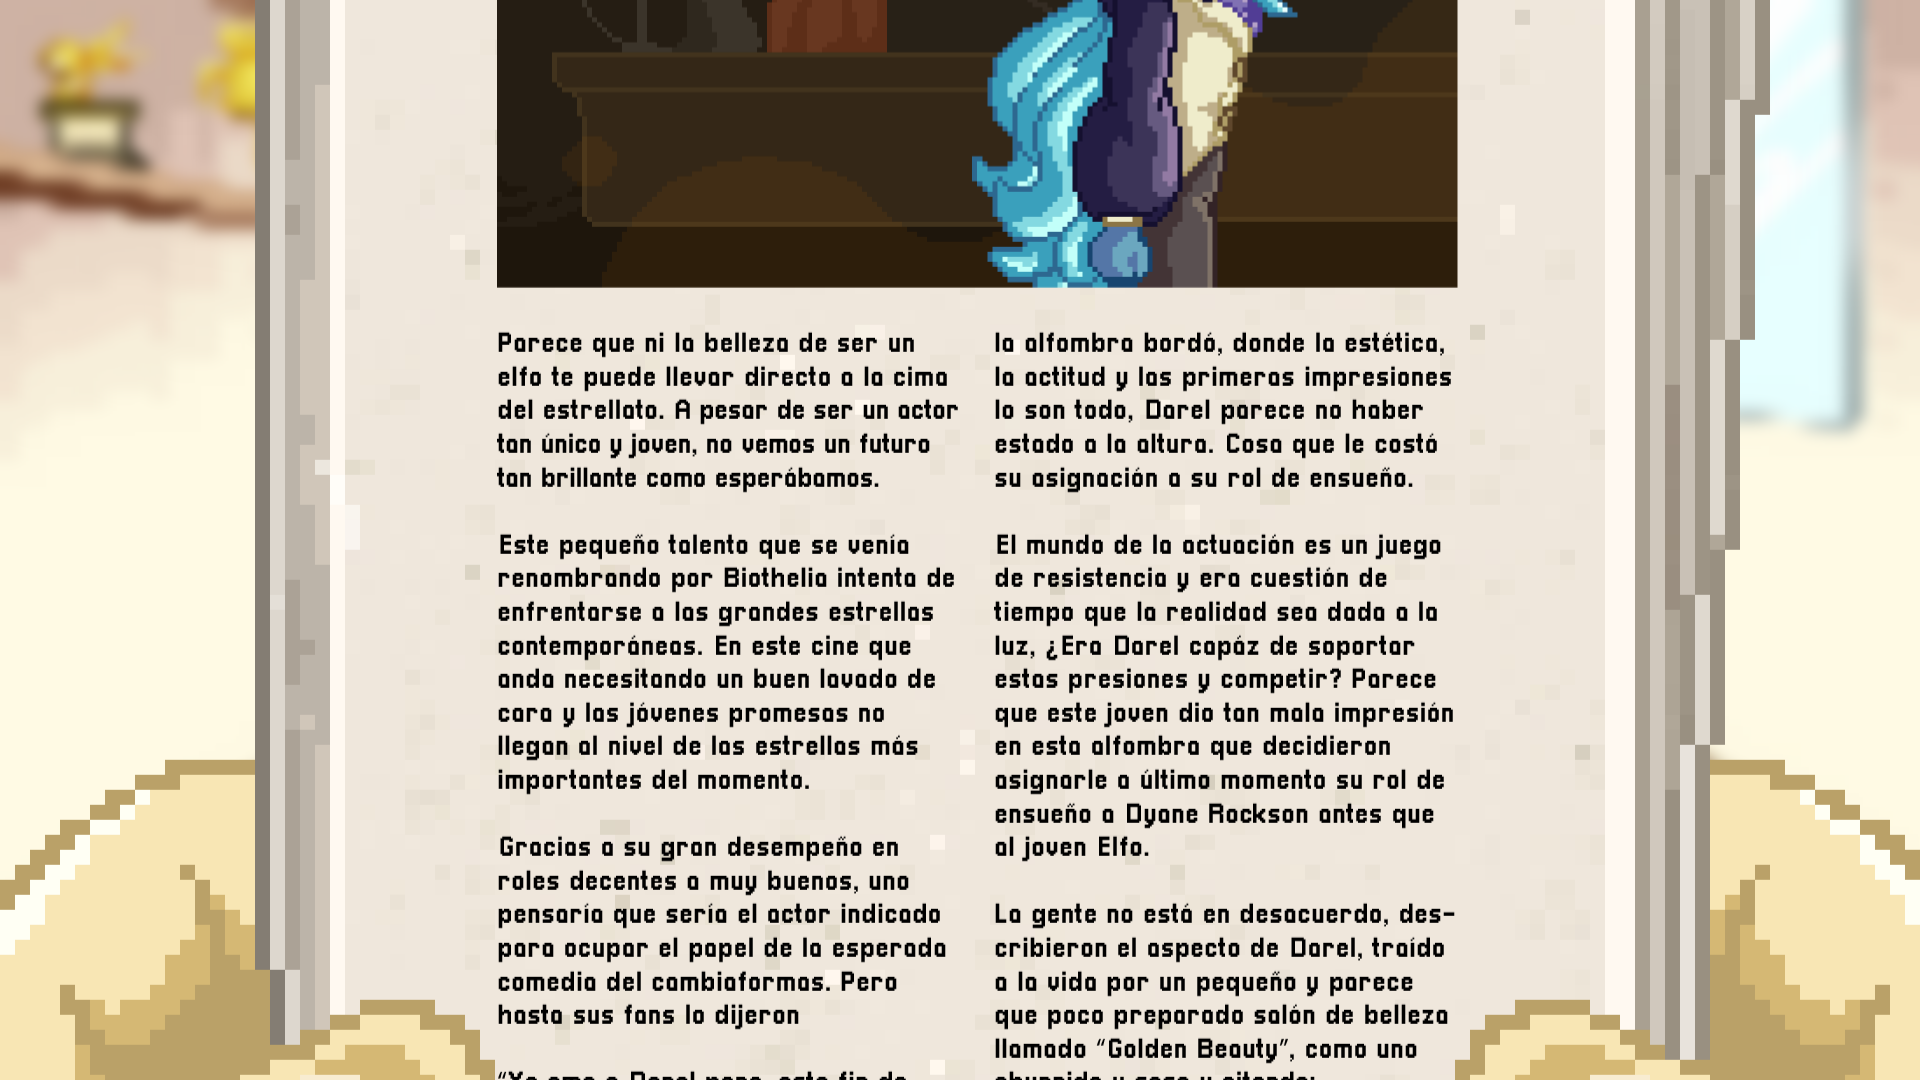 Parece que ni la belleza de ser un
elfo te puede llevar directo a la cima
del estrellato. A pesar de ser un actor
tan único y joven, no vemos un futuro
tan brillante como esperábamos.
Este pequeño talento que se venía
renombrando por Biothelia intenta de
enfrentarse a las grandes estrellas
contemporáneas. En este cine que
anda necesitando un buen lavado de
cara y las jóvenes promesas no
llegan al nivel de las estrellas más
importantes del momento.
Gracias a su gran desempeño en
roles decentes a muy buenos, uno
pensaría que sería el actor indicado
para ocupar el papel de la esperada
comedia del cambiaformas. Pero
hasta sus fans lo dijeron
la alfombra bordó, donde la estética,
la actitud y las primeras impresiones
lo son todo, Darel parece no haber
estado a la altura. Cosa que le costó
su asignación a su rol de ensueño.
El mundo de la actuación es un juego
de resistencia y era cuestión de
tiempo que la realidad sea dada a la
luz, ¿Era Darel capáz de soportar
estas presiones y competir? Parece
que este joven dio tan mala impresión
en esta alfombra que decidieron
asignarle a último momento su rol de
ensueño a Dyane Rockson antes que
al joven Elfo.
La gente no está en desacuerdo, des-
cribieron el aspecto de Darel, traído
a la vida por un pequeño y parece
que poco preparado salón de belleza
llamado "Golden Beauty", como uno